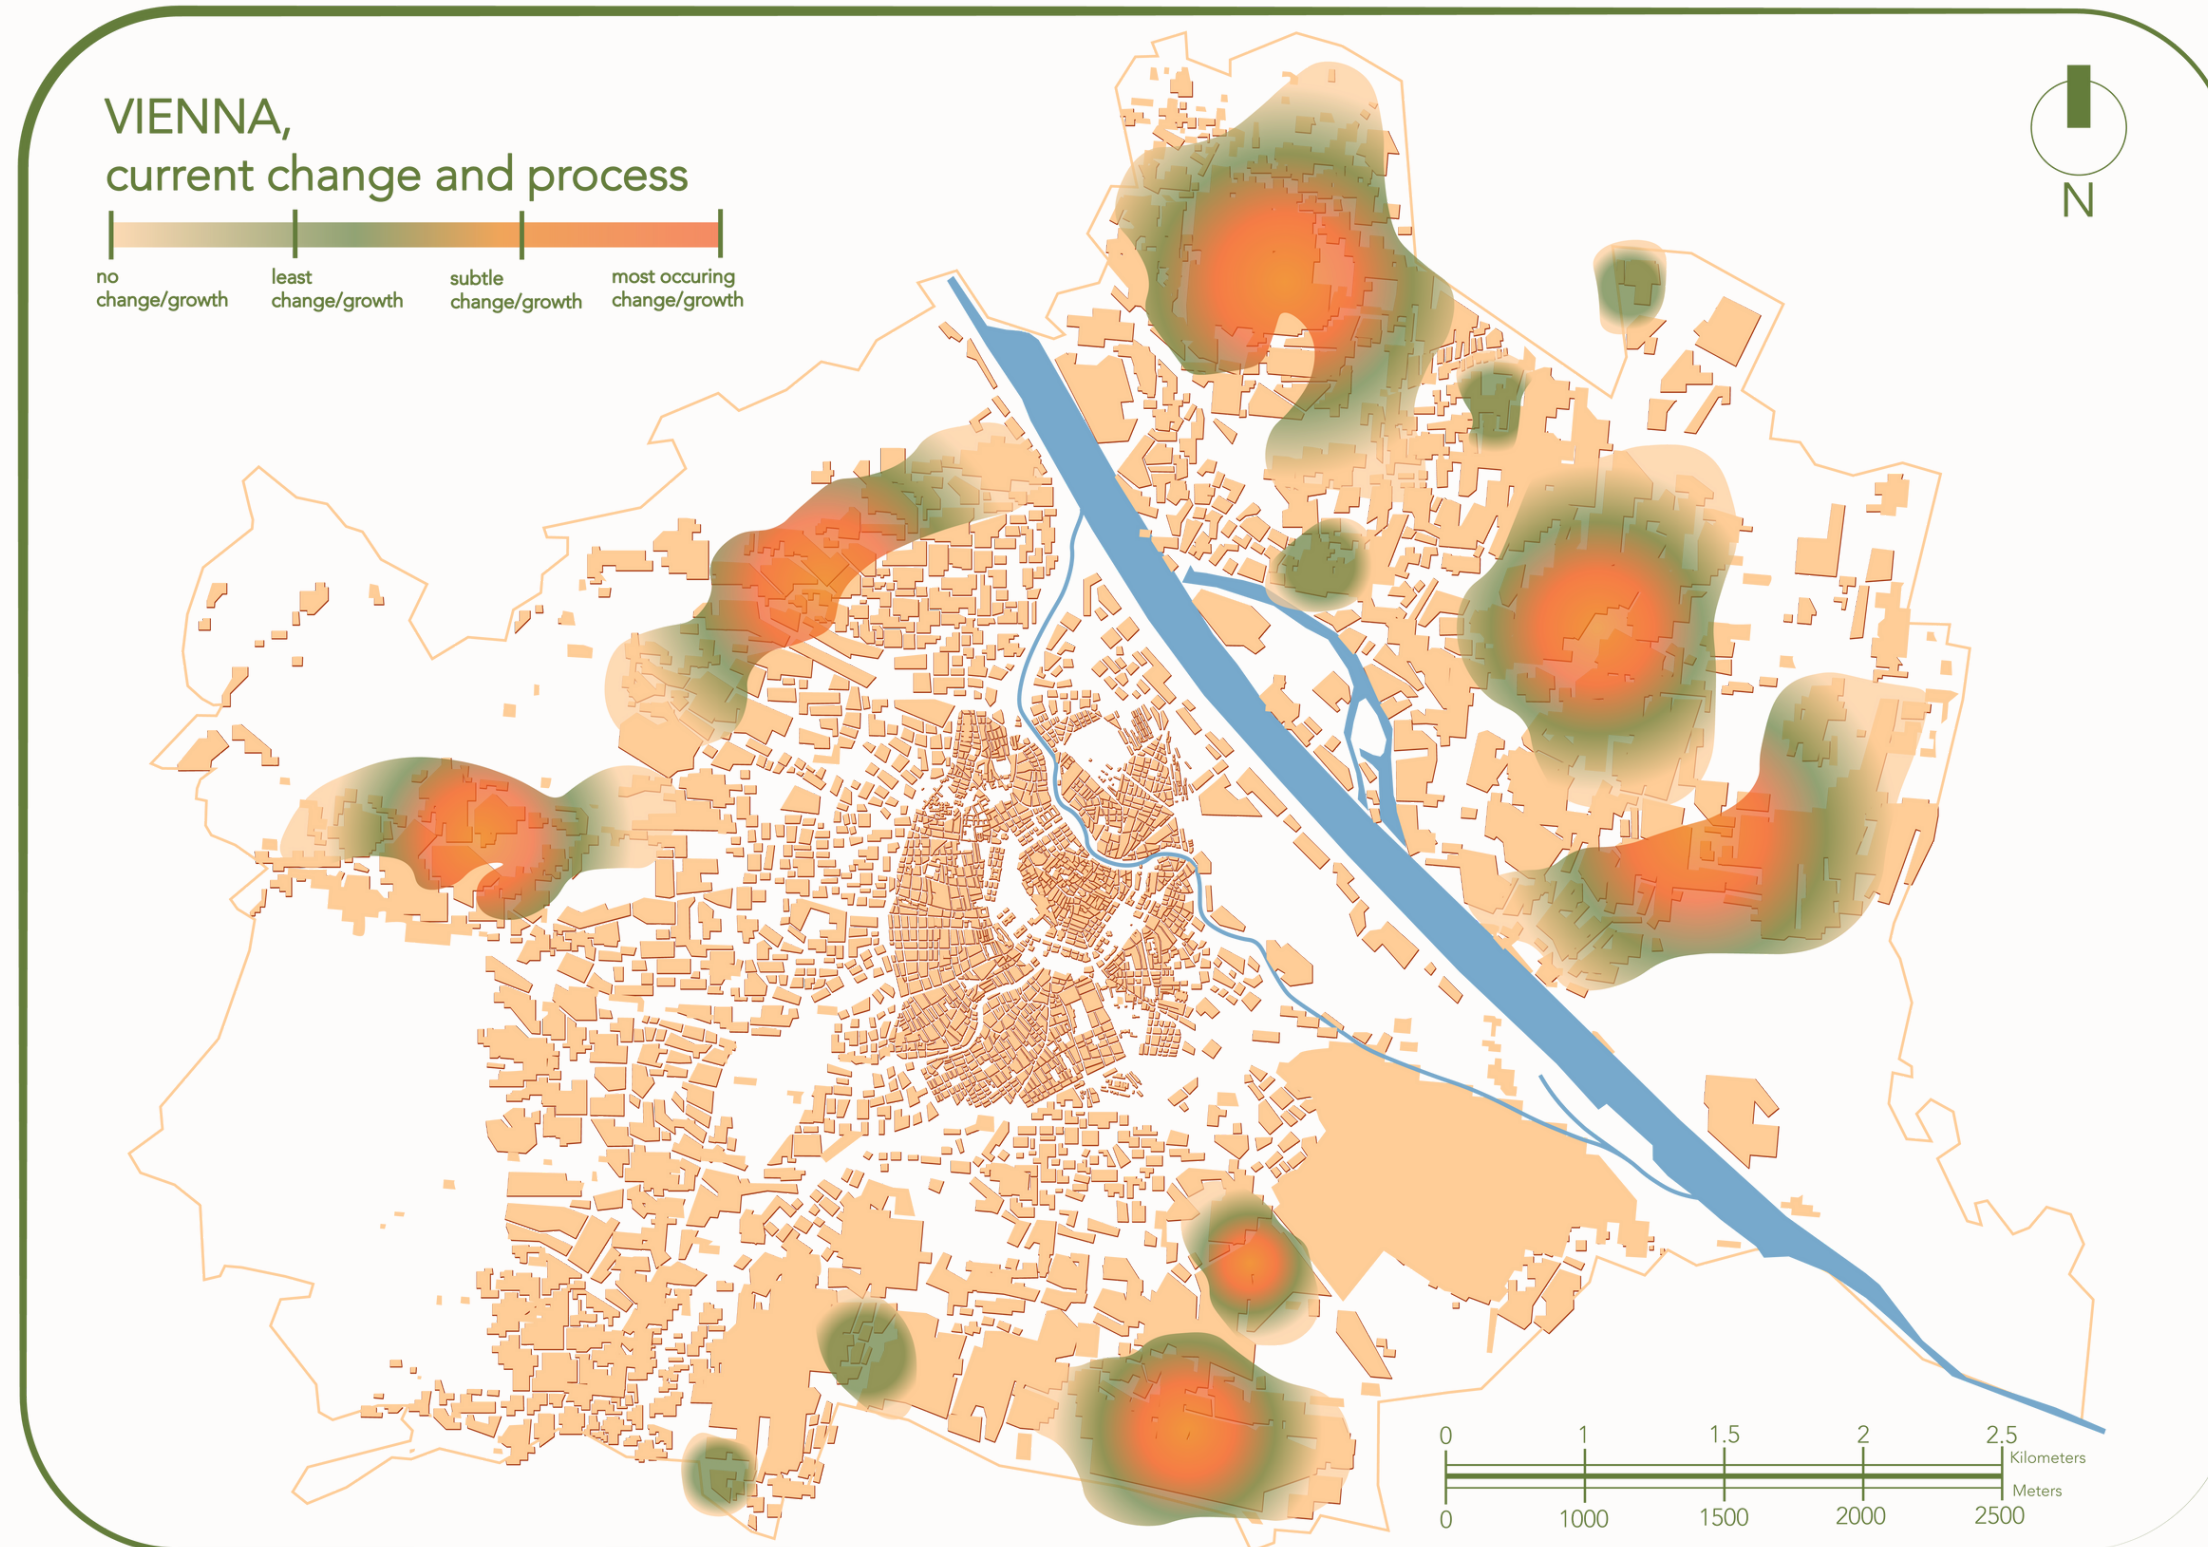 VIENNA,
current change and process
no
change/growth
least
change/growth
subtle
change/growth
most occuring
change/growth
N
0 1 1.5 2 2.5
Kilometers
Meters
0 1000 1500 2000 2500